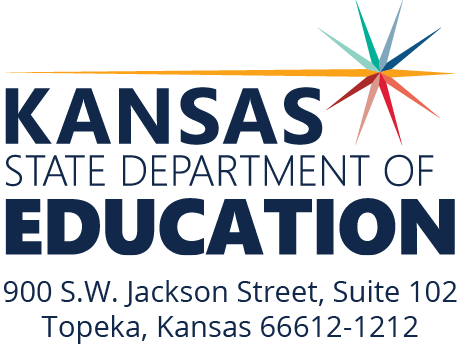 KANSAS
STATE DEPARTMENT OF
EDUCATION
900 S.W. Jackson Street, Suite 102
Topeka, Kansas 66612-1212